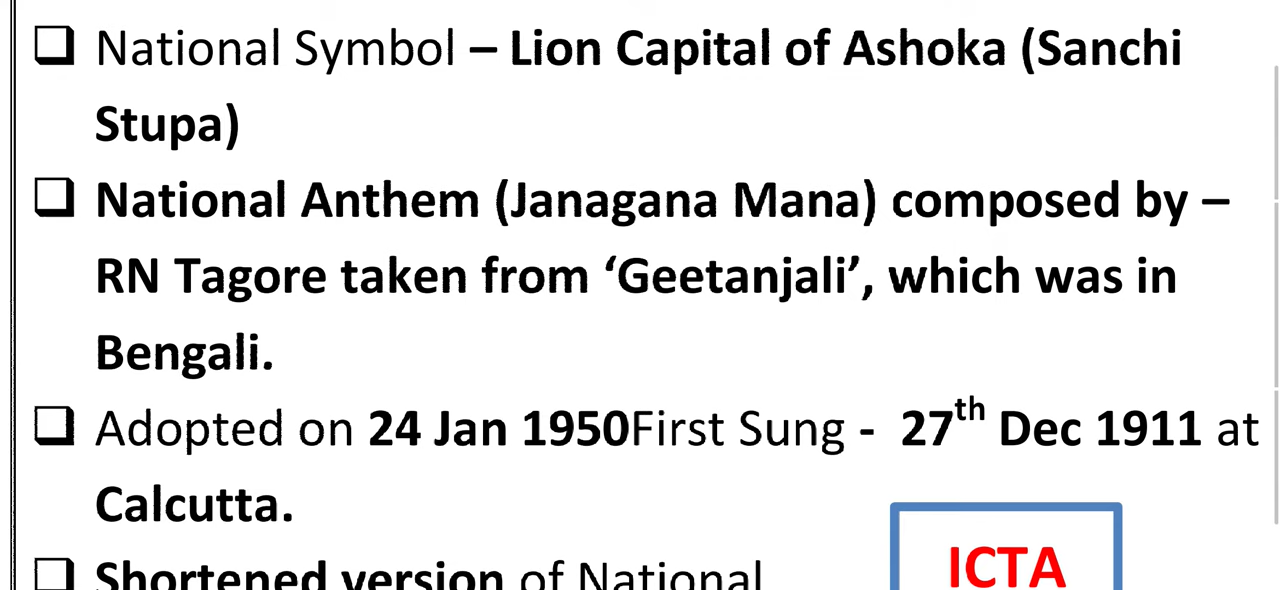 ❑ National Symbol – Lion Capital of Ashoka (Sanchi
Stupa)
❑ National Anthem (Janagana Mana) composed by –
RN Tagore taken from ‘Geetanjali’, which was in
Bengali.
❑ Adopted on 24 Jan 1950First Sung - 27th Dec 1911 at
Calcutta.
❑ Shortened version of National
ICTA